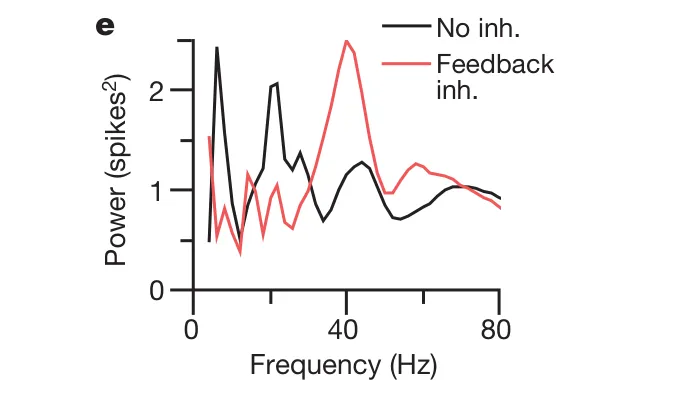 e
No inh.
Feedback
inh.
Power (spikes²)
2
1
0
0 40 80
Frequency (Hz)